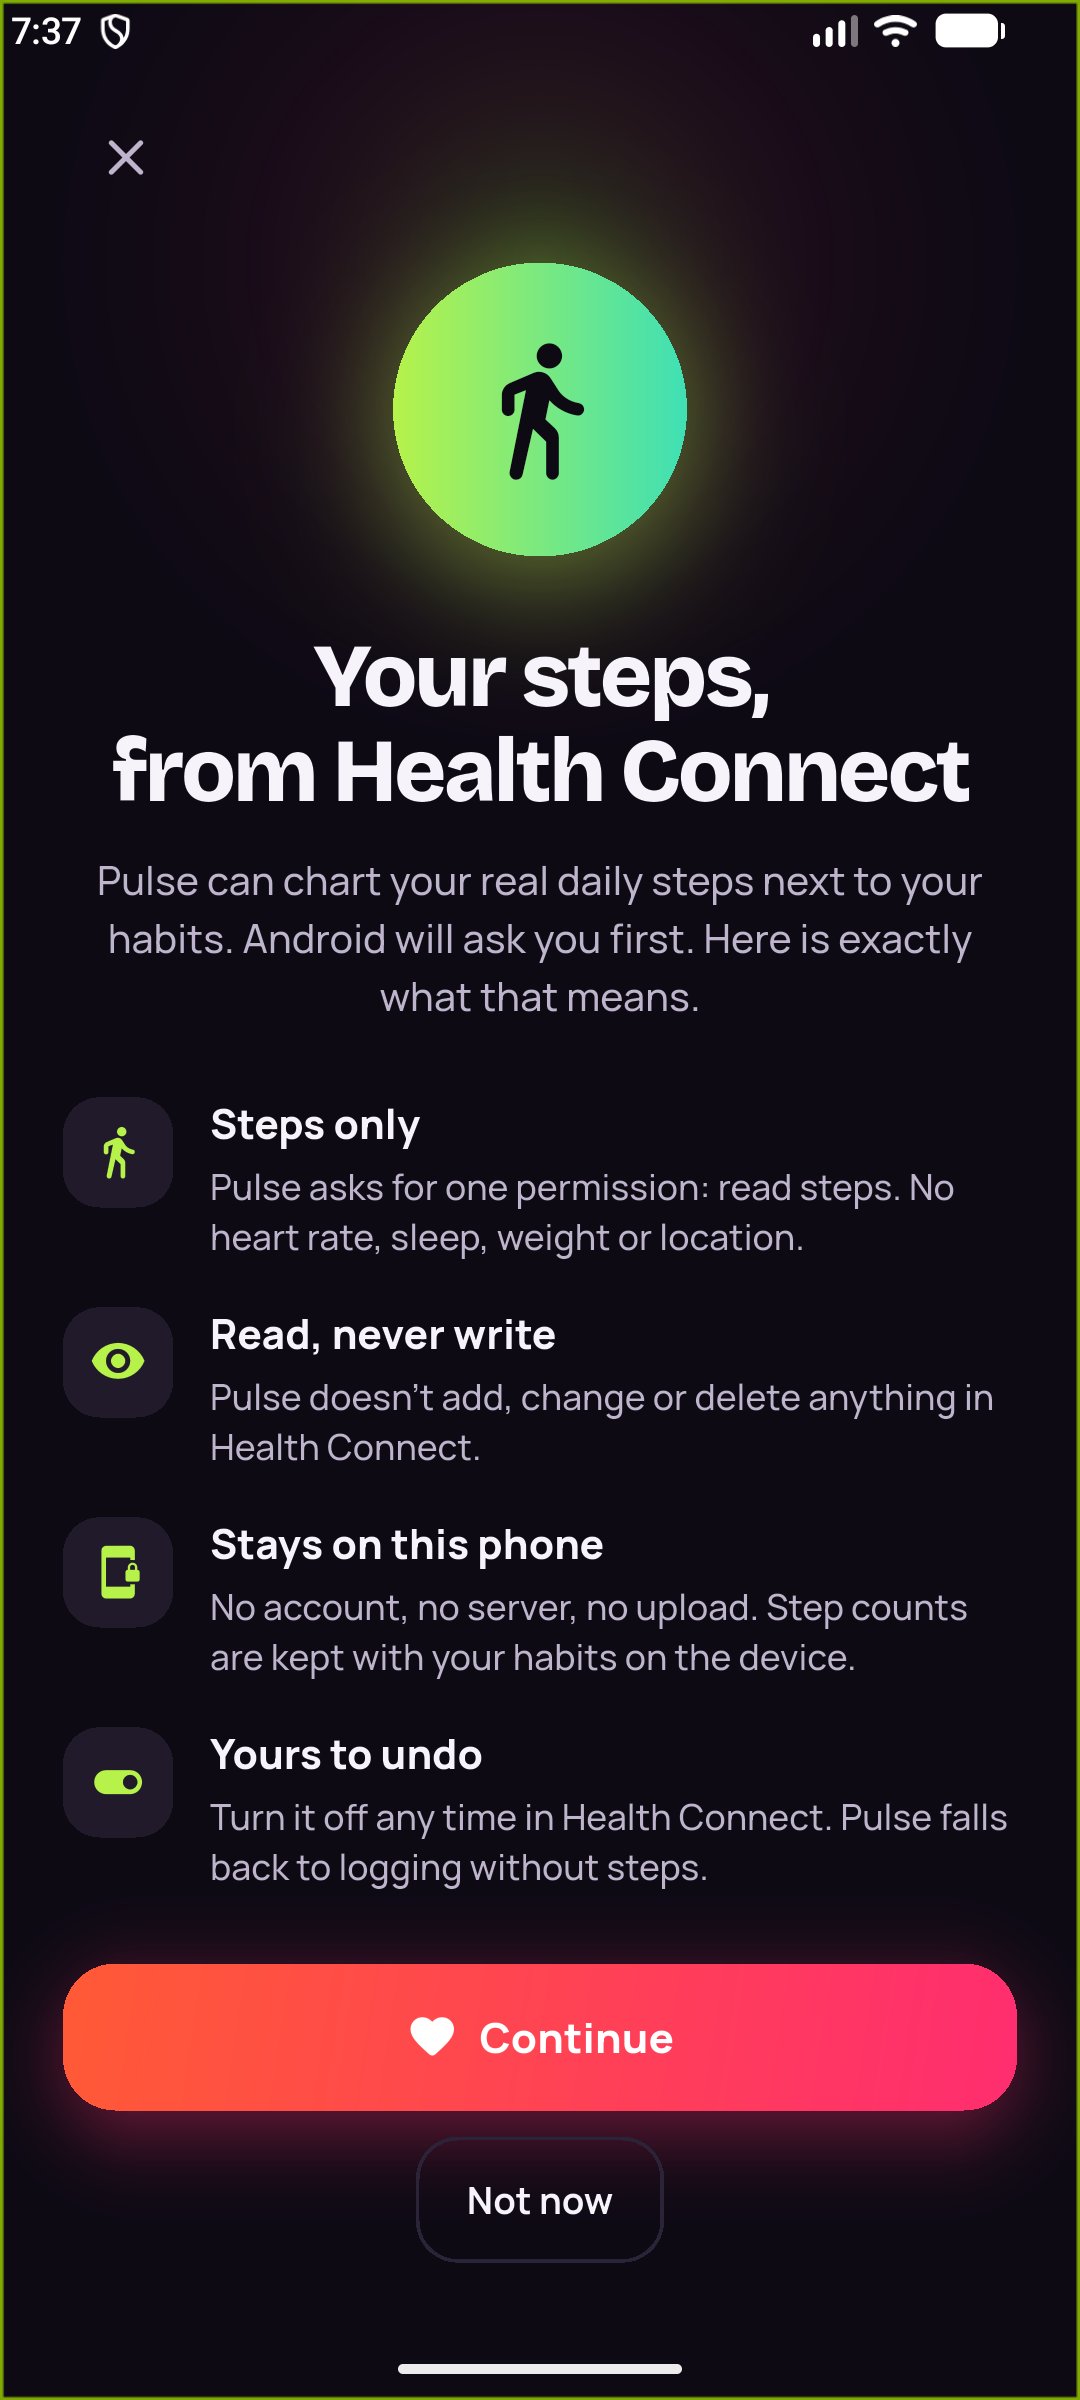 7:37
Your steps,
from Health Connect
Pulse can chart your real daily steps next to your
habits. Android will ask you first. Here is exactly
what that means.
Steps only
Pulse asks for one permission: read steps. No
heart rate, sleep, weight or location.
Read, never write
Pulse doesn’t add, change or delete anything in
Health Connect.
Stays on this phone
No account, no server, no upload. Step counts
are kept with your habits on the device.
Yours to undo
Turn it off any time in Health Connect. Pulse falls
back to logging without steps.
Continue
Not now